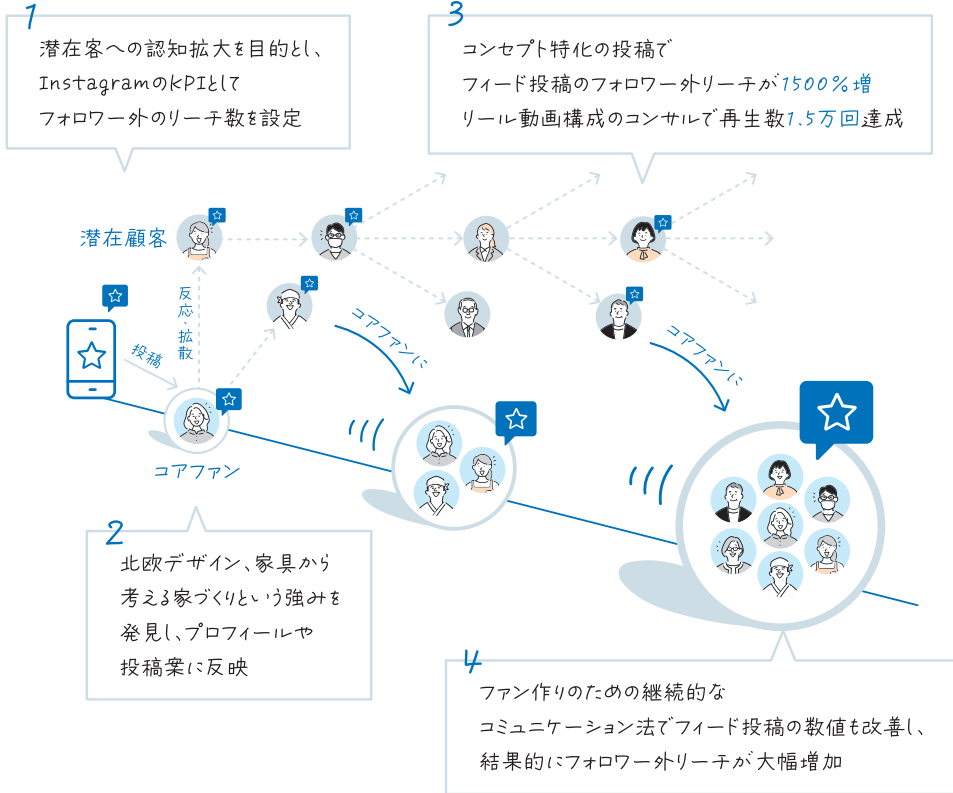 1
潜在客への認知拡大を目的とし、
InstagramのKPIとして
フォロワー外のリーチ数を設定
3
コンセプト特化の投稿で
フィード投稿のフォロワー外リーチが1500%増
リール動画構成のコンサルで再生数1.5万回達成
潜在顧客
反応・拡散
投稿
コアファンに
コアファンに
コアファン
2
北欧デザイン、家具から
考える家づくりという強みを
発見し、プロフィールや
投稿案に反映
4
ファン作りのための継続的な
コミュニケーション法でフィード投稿の数値も改善し、
結果的にフォロワー外リーチが大幅増加